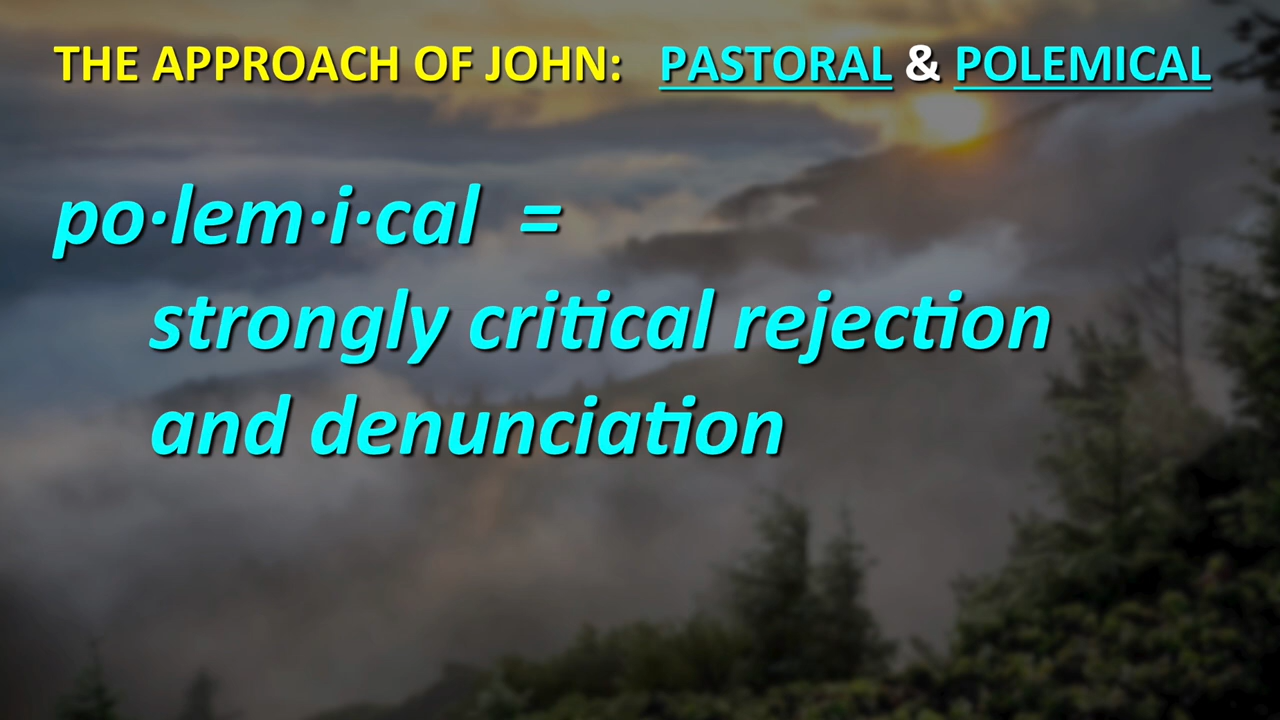 THE APPROACH OF JOHN: PASTORAL & POLEMICAL
po·lem·i·cal =
strongly critical rejection
and denunciation